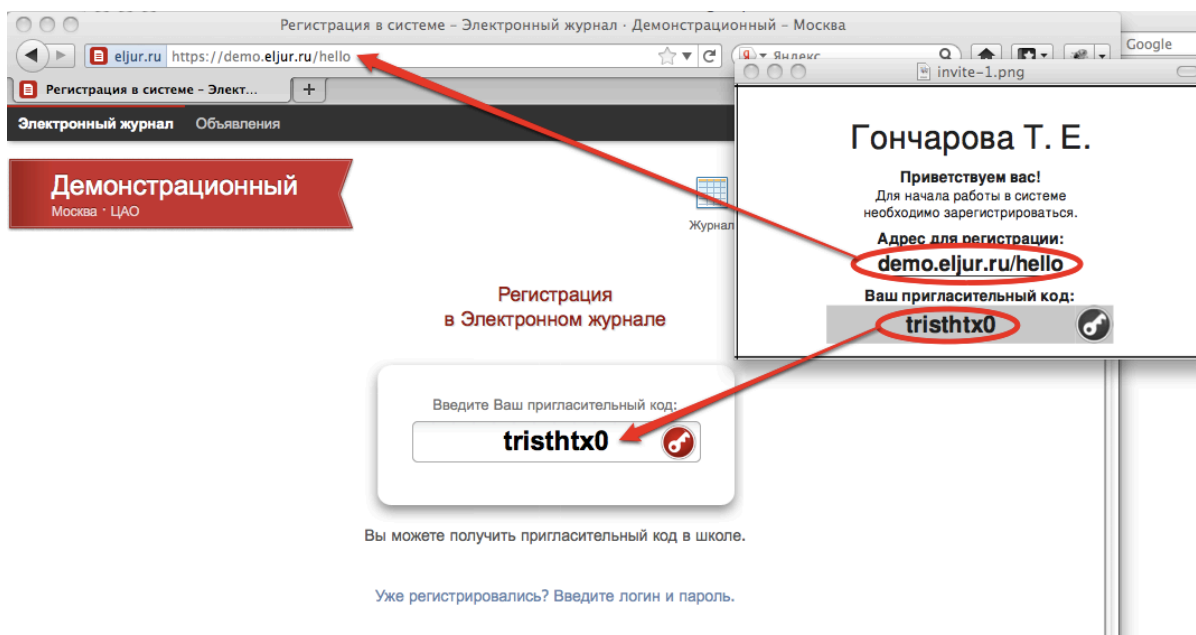 Регистрация в системе – Электронный журнал · Демонстрационный – Москва
eljur.ru https://demo.eljur.ru/hello
Яндекс
Google
Регистрация в системе – Элект...
invite-1.png
Электронный журнал Объявления
Демонстрационный
Москва · ЦАО
Журнал
Гончарова Т. Е.
Приветствуем вас!
Для начала работы в системе
необходимо зарегистрироваться.
Адрес для регистрации:
demo.eljur.ru/hello
Ваш пригласительный код:
tristhtx0
Регистрация
в Электронном журнале
Введите Ваш пригласительный код:
tristhtx0
Вы можете получить пригласительный код в школе.
Уже регистрировались? Введите логин и пароль.